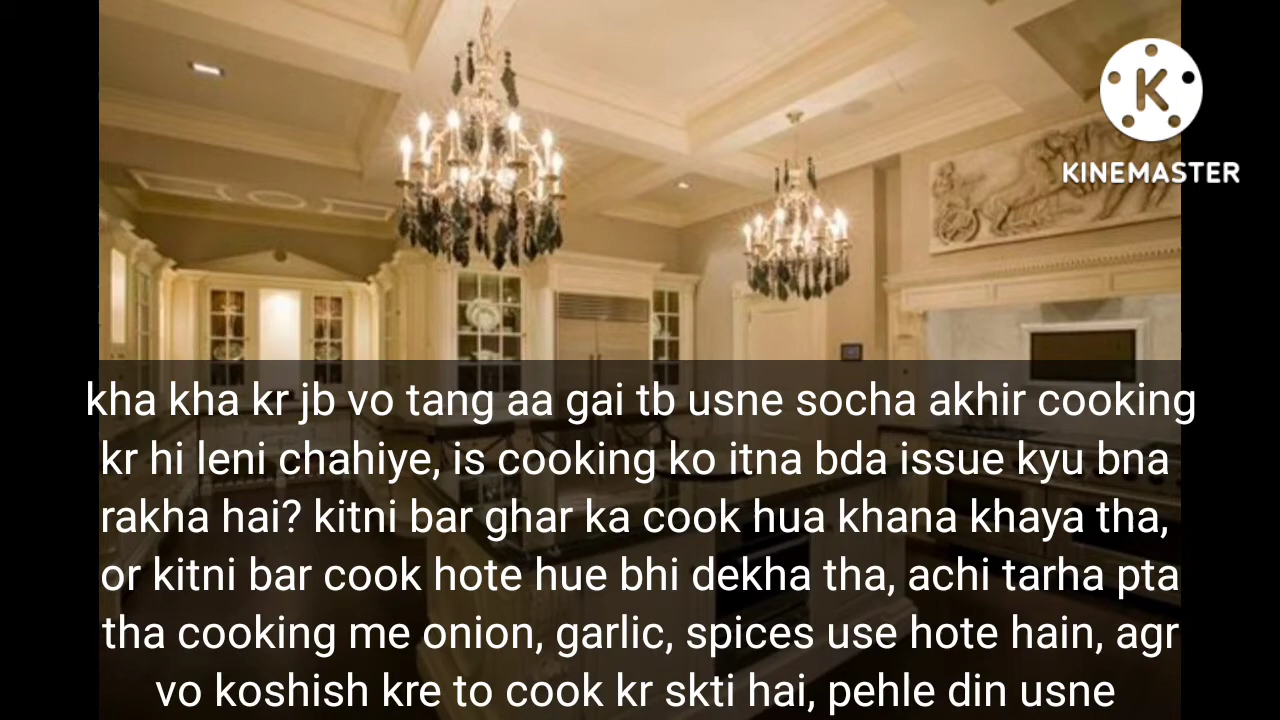 K
KINEMASTER
kha kha kr jb vo tang aa gai tb usne socha akhir cooking
kr hi leni chahiye, is cooking ko itna bda issue kyu bna
rakha hai? kitni bar ghar ka cook hua khana khaya tha,
or kitni bar cook hote hue bhi dekha tha, achi tarha pta
tha cooking me onion, garlic, spices use hote hain, agr
vo koshish kre to cook kr skti hai, pehle din usne